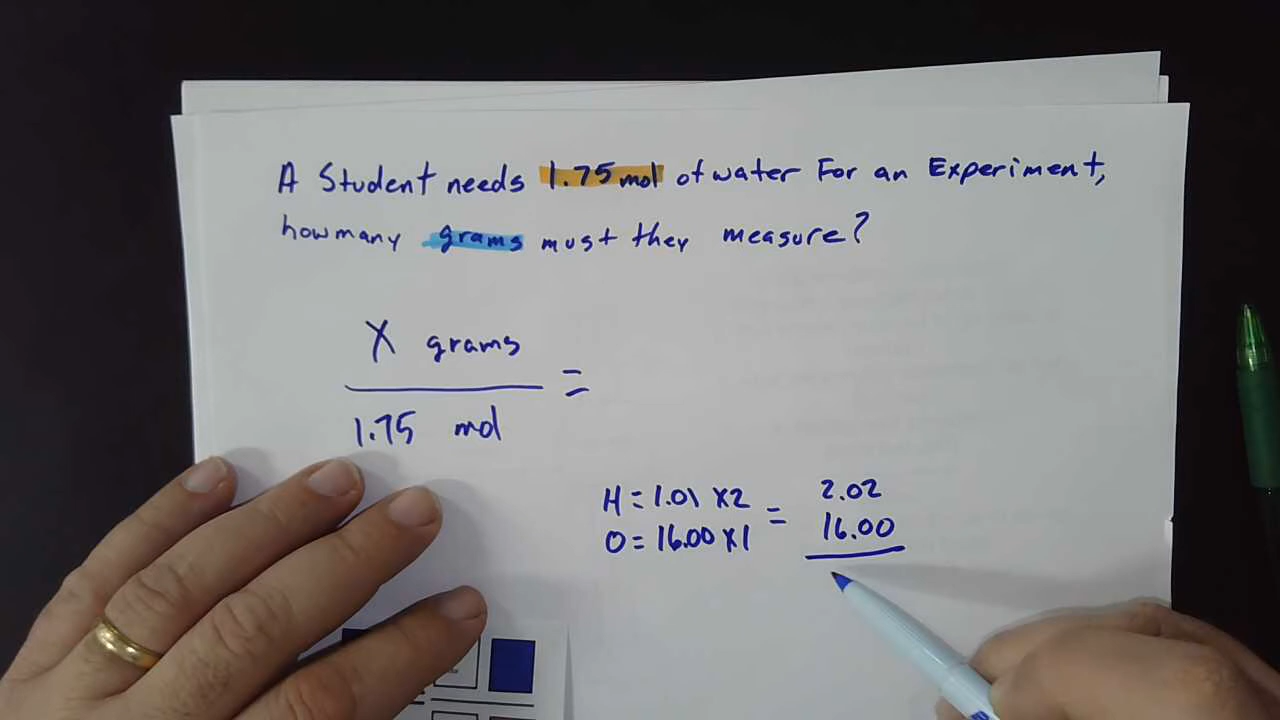 A Student needs 1.75 mol of water For an Experiment,
how many grams must they measure?
X grams
=
1.75 mol
H = 1.01 X2
O = 16.00 X1
=
2.02
16.00